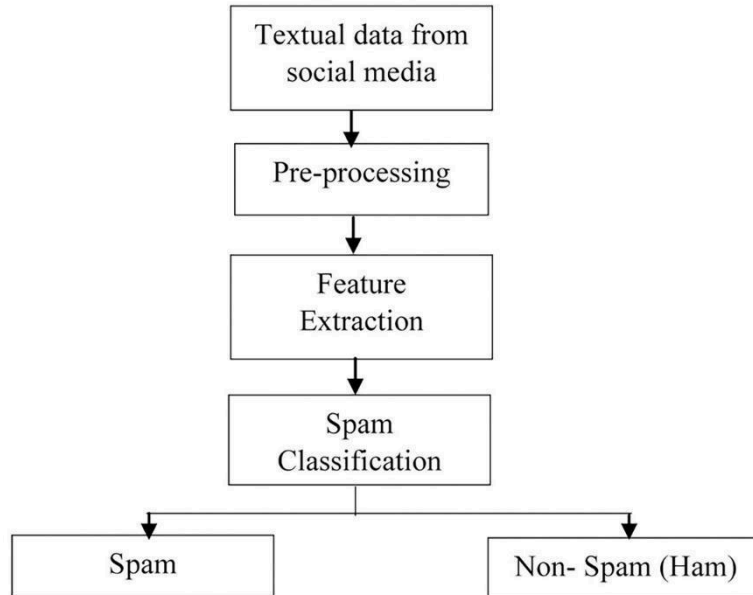 Textual data from
social media
Pre-processing
Feature
Extraction
Spam
Classification
Spam
Non- Spam (Ham)